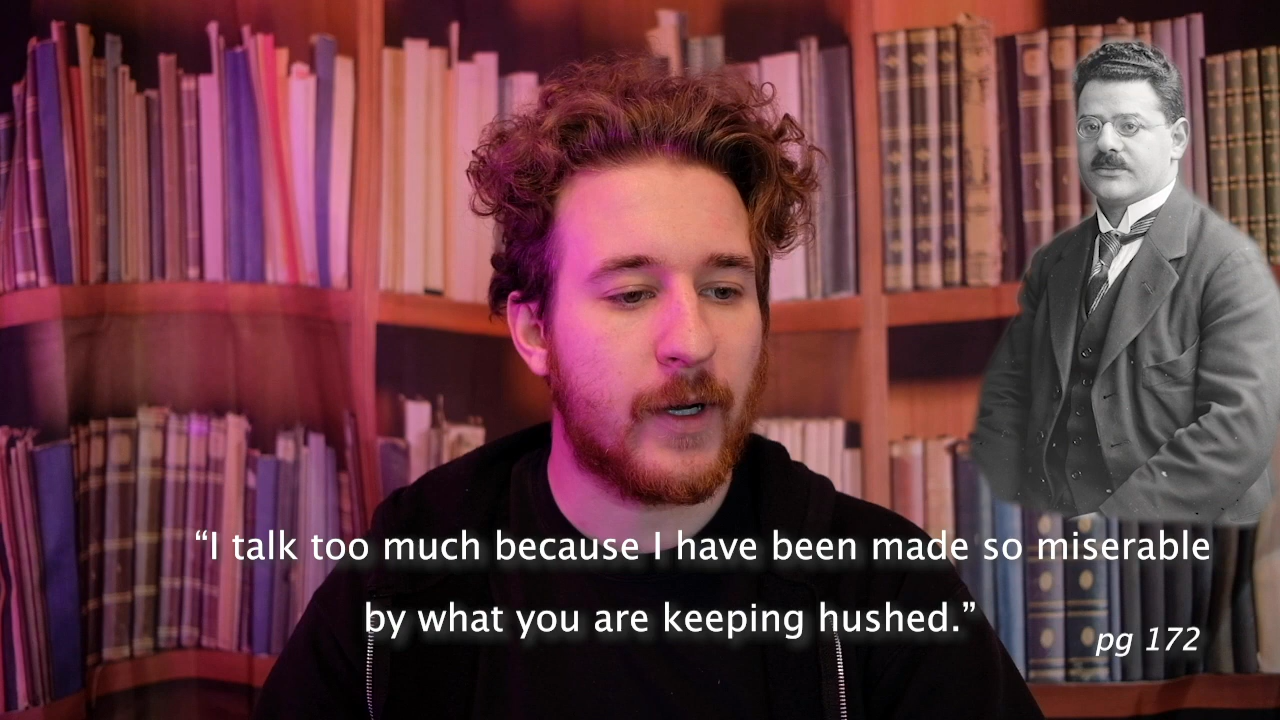 “I talk too much because I have been made so miserable
by what you are keeping hushed.”
pg 172